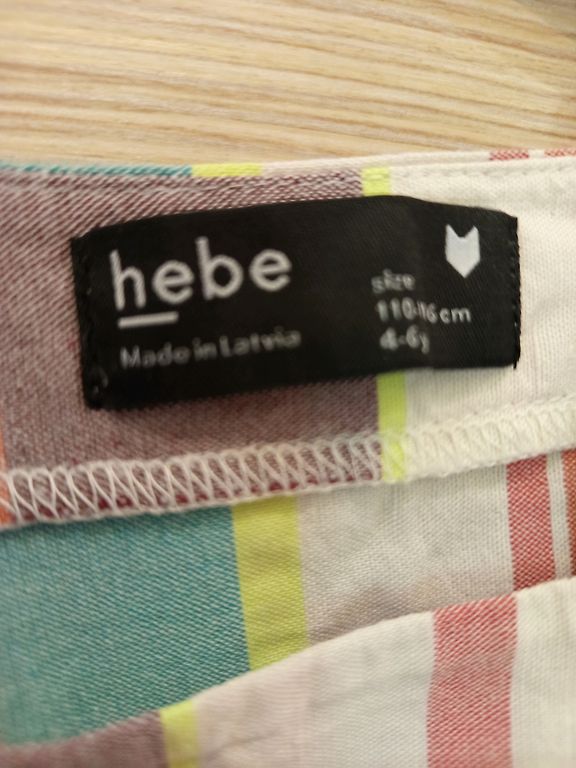 hebe
Made in Latvia
size
110-116 cm
4-6y